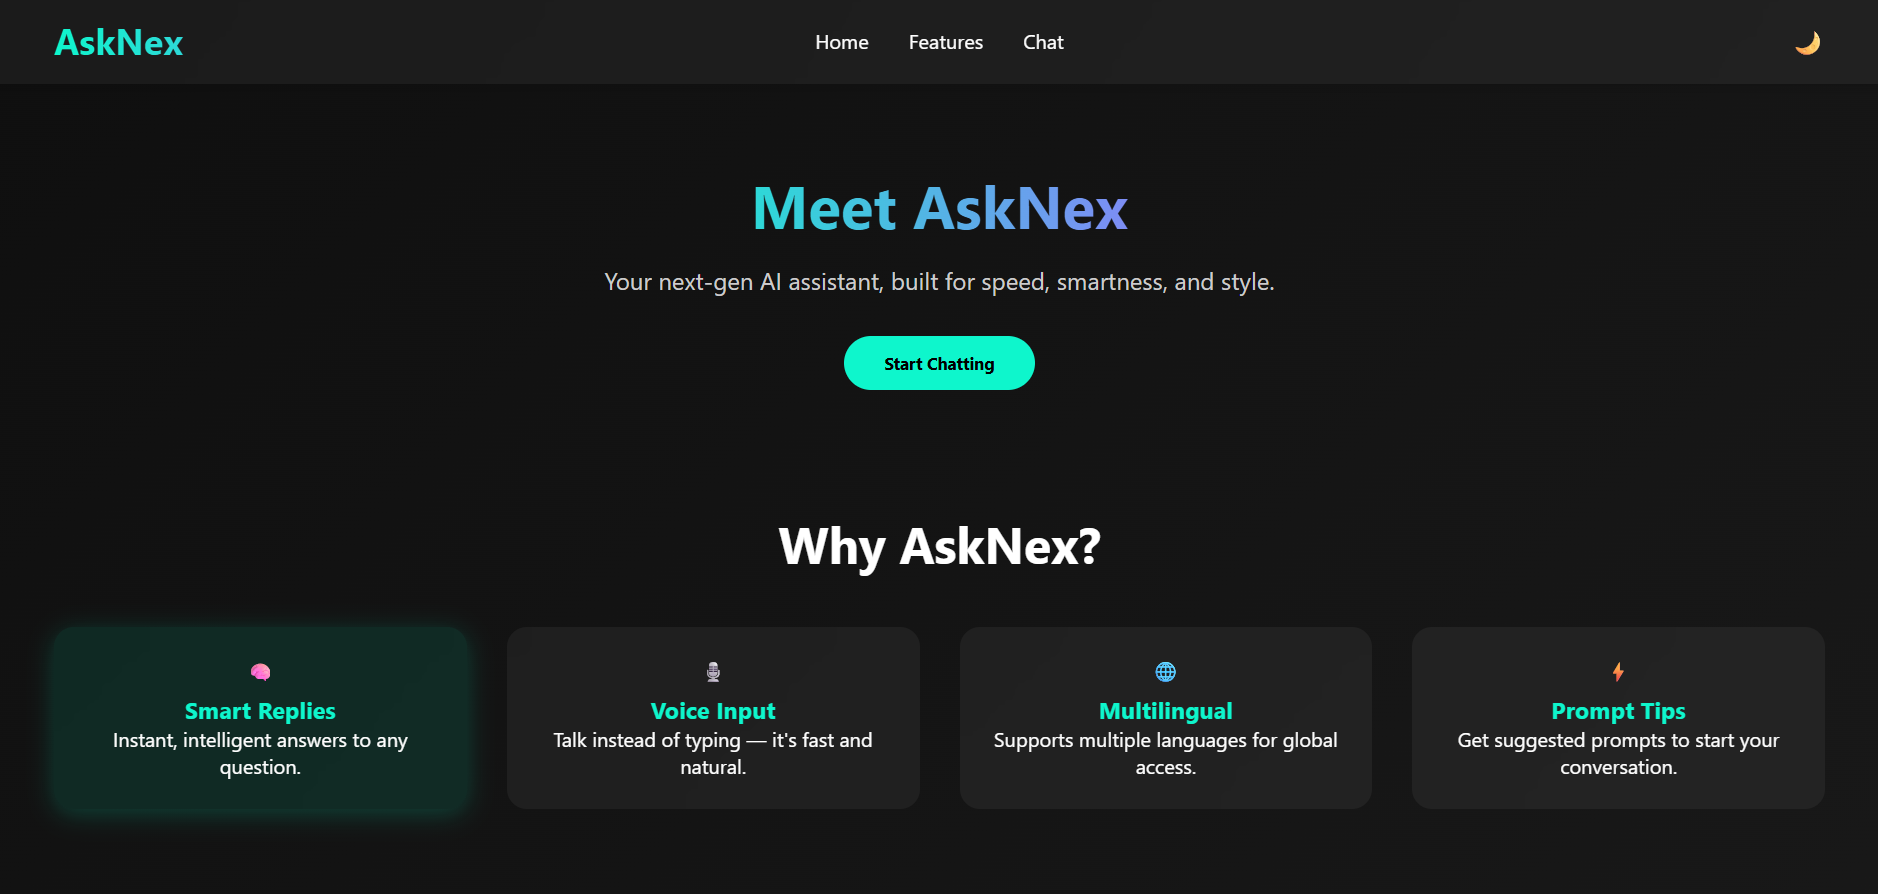 AskNex
Home
Features
Chat
Meet AskNex
Your next-gen AI assistant, built for speed, smartness, and style.
Start Chatting
Why AskNex?
Smart Replies
Instant, intelligent answers to any
question.
Voice Input
Talk instead of typing — it's fast and
natural.
Multilingual
Supports multiple languages for global
access.
Prompt Tips
Get suggested prompts to start your
conversation.